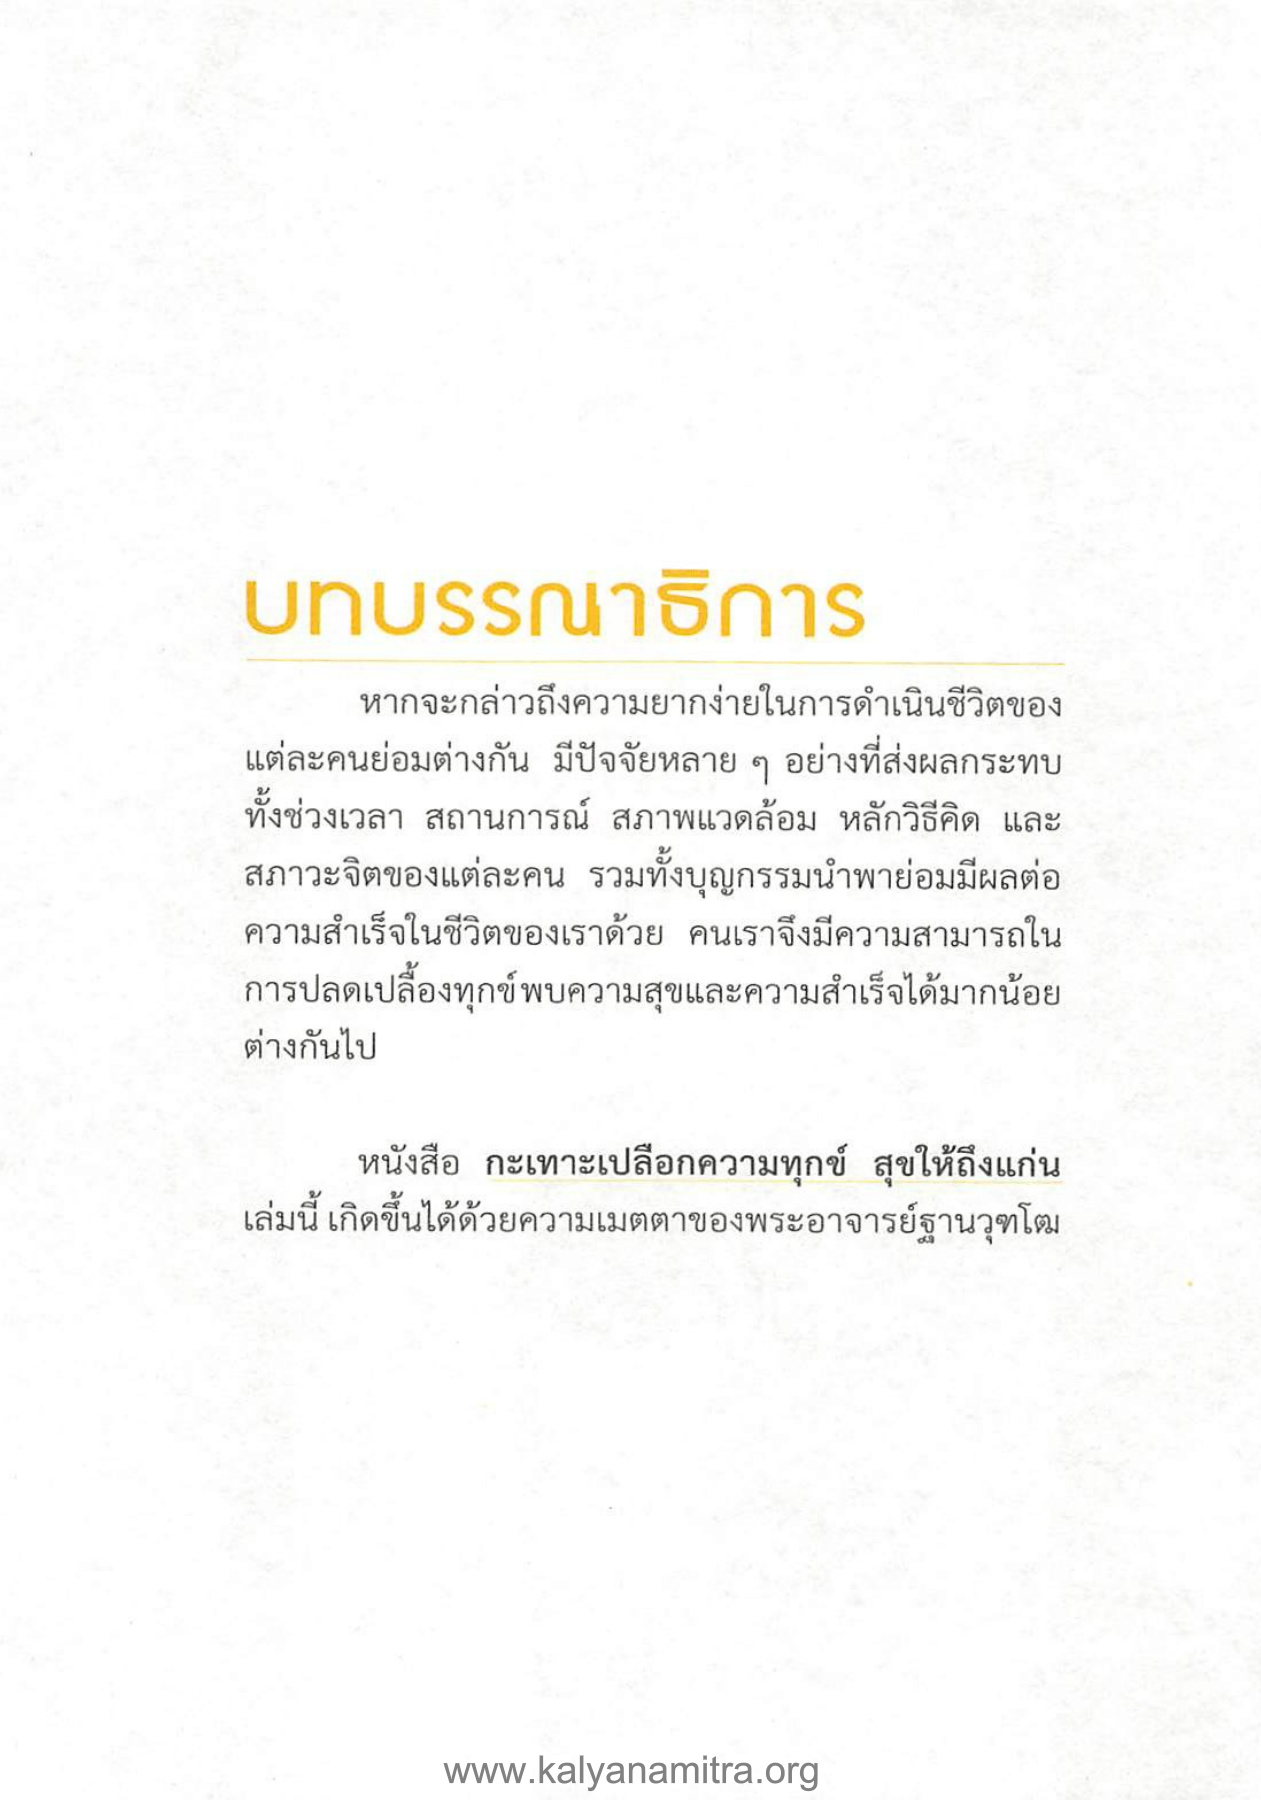 บทบรรณาธิการ
หากจะกล่าวถึงความยากง่ายในการดำเนินชีวิตของ
แต่ละคนย่อมต่างกัน มีปัจจัยหลาย ๆ อย่างที่ส่งผลกระทบ
ทั้งช่วงเวลา สถานการณ์ สภาพแวดล้อม หลักวิธีคิด และ
สภาวะจิตของแต่ละคน รวมทั้งบุญกรรมนำพาย่อมมีผลต่อ
ความสำเร็จในชีวิตของเราด้วย คนเราจึงมีความสามารถใน
การปลดเปลื้องทุกข์พบความสุขและความสำเร็จได้มากน้อย
ต่างกันไป
หนังสือ กะเทาะเปลือกความทุกข์ สุขให้ถึงแก่น
เล่มนี้ เกิดขึ้นได้ด้วยความเมตตาของพระอาจารย์ฐานวุฑโฒ
www.kalyanamitra.org